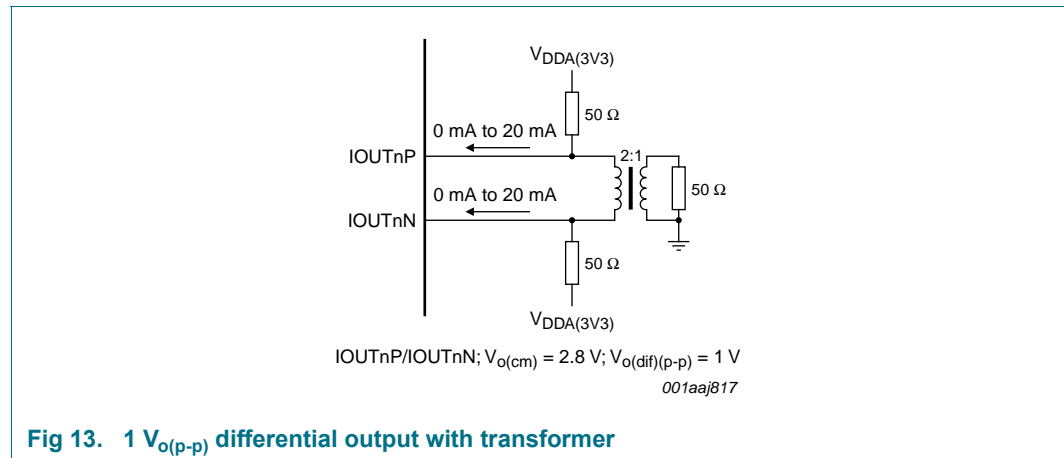 VDDA(3V3)
50 Ω
0 mA to 20 mA
IOUTnP
2:1
0 mA to 20 mA
50 Ω
IOUTnN
50 Ω
VDDA(3V3)
IOUTnP/IOUTnN; Vo(cm) = 2.8 V; Vo(dif)(p-p) = 1 V
001aaj817
Fig 13. 1 Vo(p-p) differential output with transformer